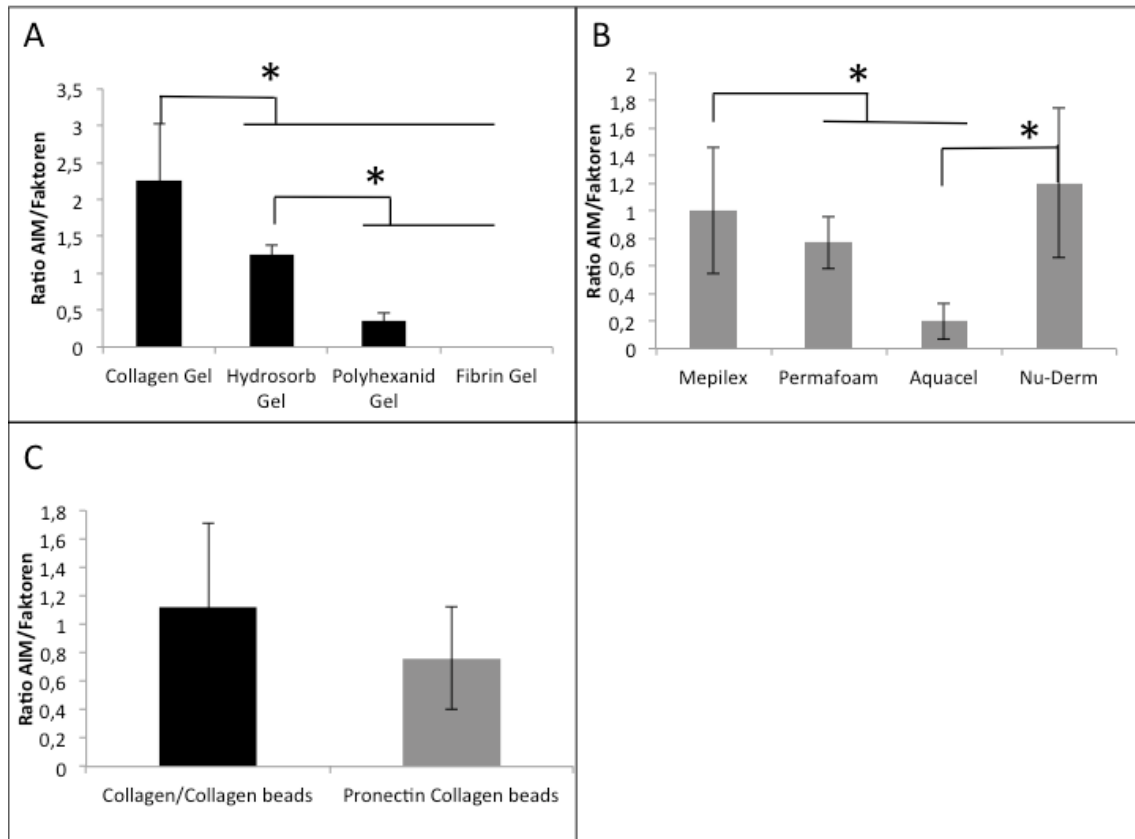 A
*
3,5
3
2,5
2
1,5
1
0,5
0
Ratio AIM/Faktoren
*
Collagen Gel
Hydrosorb
Gel
Polyhexanid
Gel
Fibrin Gel
B
*
*
2
1,8
1,6
1,4
1,2
1
0,8
0,6
0,4
0,2
0
Ratio AIM/Faktoren
Mepilex
Permafoam
Aquacel
Nu-Derm
C
1,8
1,6
1,4
1,2
1
0,8
0,6
0,4
0,2
0
Ratio AIM/Faktoren
Collagen/Collagen beads
Pronectin Collagen beads